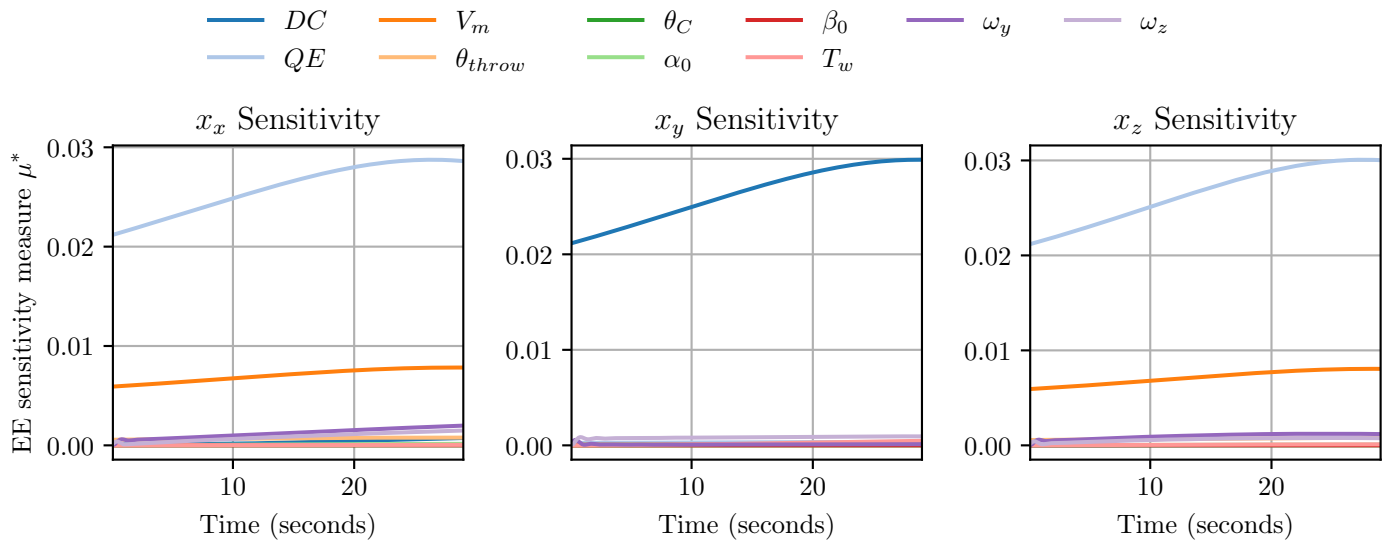 DC V_m θ_C β_0 ω_y ω_z
QE θ_throw α_0 T_w
x_x Sensitivity x_y Sensitivity x_z Sensitivity
EE sensitivity measure μ*
0.03
0.02
0.01
0.00
10 20
Time (seconds)
0.03
0.02
0.01
0.00
10 20
Time (seconds)
0.03
0.02
0.01
0.00
10 20
Time (seconds)